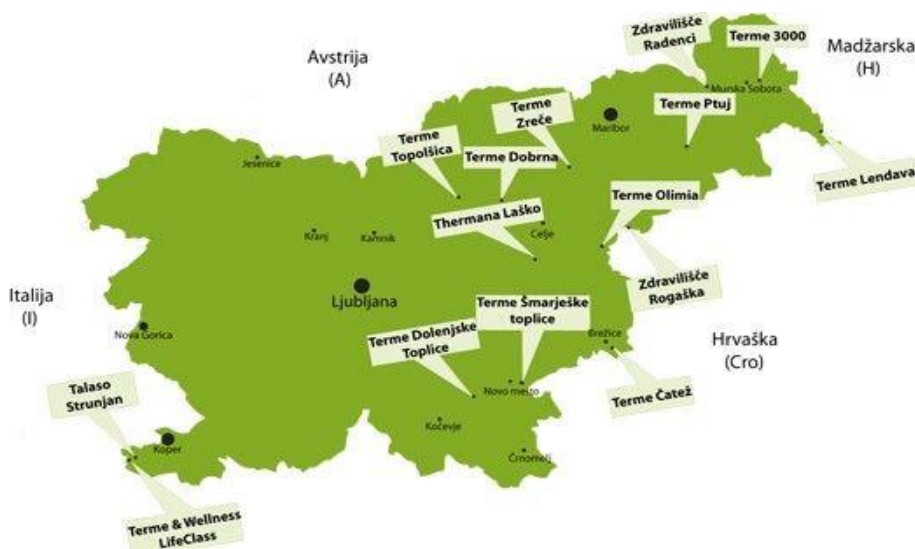 Avstrija
(A)
Zdravilišče
Radenci
Terme 3000
Madžarska
(H)
Murska Sobota
Terme
Zreče
Maribor
Terme Ptuj
Terme
Topolšica
Terme Dobrna
Terme Lendava
Jesenice
Terme Olimia
Thermana Laško
Celje
Kranj
Kamnik
Zdravilišče
Rogaška
Italija
(I)
Ljubljana
Terme Šmarješke
toplice
Nova Gorica
Terme Dolenjske
Toplice
Brežice
Hrvaška
(Cro)
Terme Čatež
Talaso
Strunjan
Novo mesto
Kočevje
Koper
Črnomelj
Terme & Wellness
LifeClass